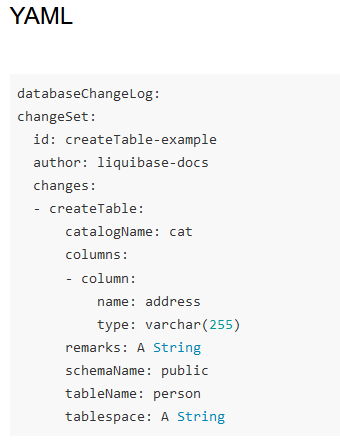 YAML
databaseChangeLog:
changeSet:
  id: createTable-example
  author: liquibase-docs
  changes:
  - createTable:
      catalogName: cat
      columns:
      - column:
          name: address
          type: varchar(255)
      remarks: A String
      schemaName: public
      tableName: person
      tablespace: A String